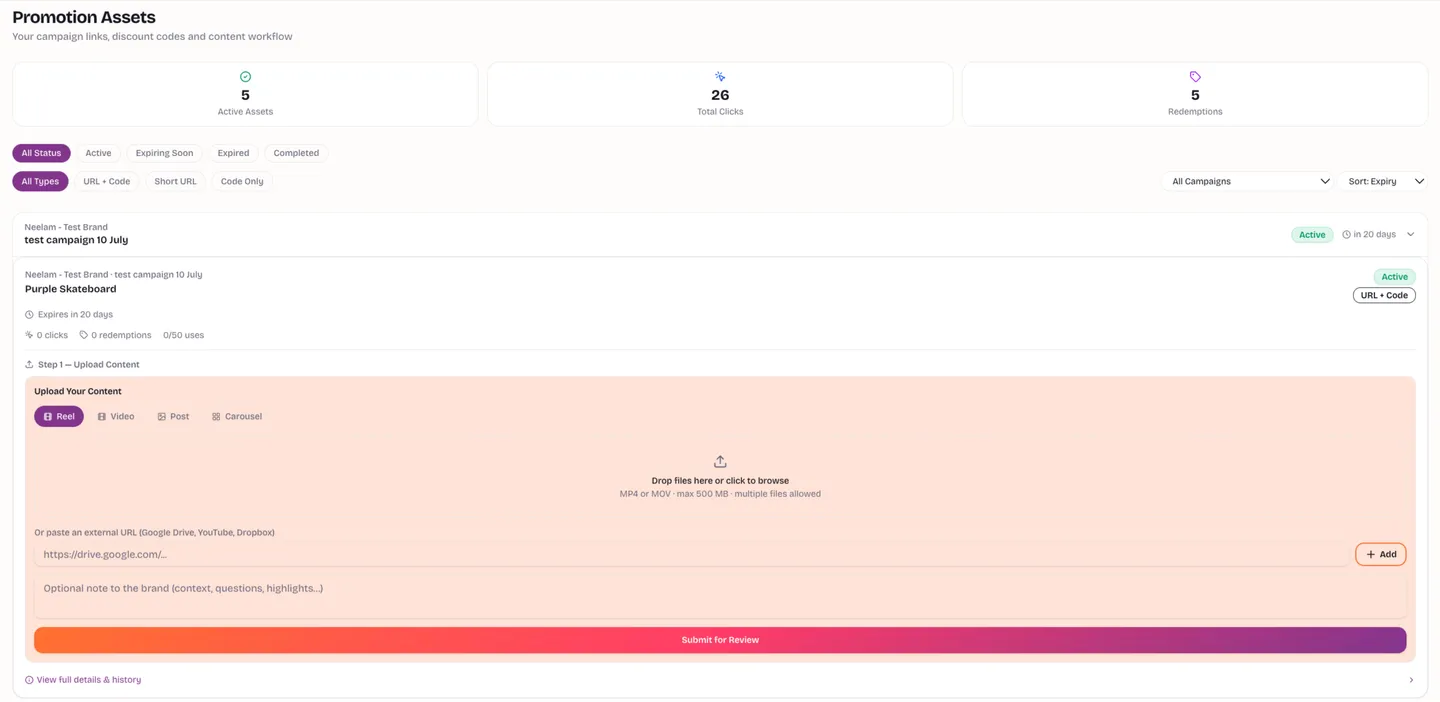 Promotion Assets
Your campaign links, discount codes and content workflow
5
Active Assets
26
Total Clicks
5
Redemptions
All Status Active Expiring Soon Expired Completed
All Types URL + Code Short URL Code Only All Campaigns Sort: Expiry
Neelam - Test Brand
test campaign 10 July
Active in 20 days
Neelam - Test Brand · test campaign 10 July
Active
Purple Skateboard
URL + Code
Expires in 20 days
0 clicks 0 redemptions 0/50 uses
Step 1 — Upload Content
Upload Your Content
Reel Video Post Carousel
Drop files here or click to browse
MP4 or MOV · max 500 MB · multiple files allowed
Or paste an external URL (Google Drive, YouTube, Dropbox)
https://drive.google.com/... + Add
Optional note to the brand (context, questions, highlights...)
Submit for Review
View full details & history